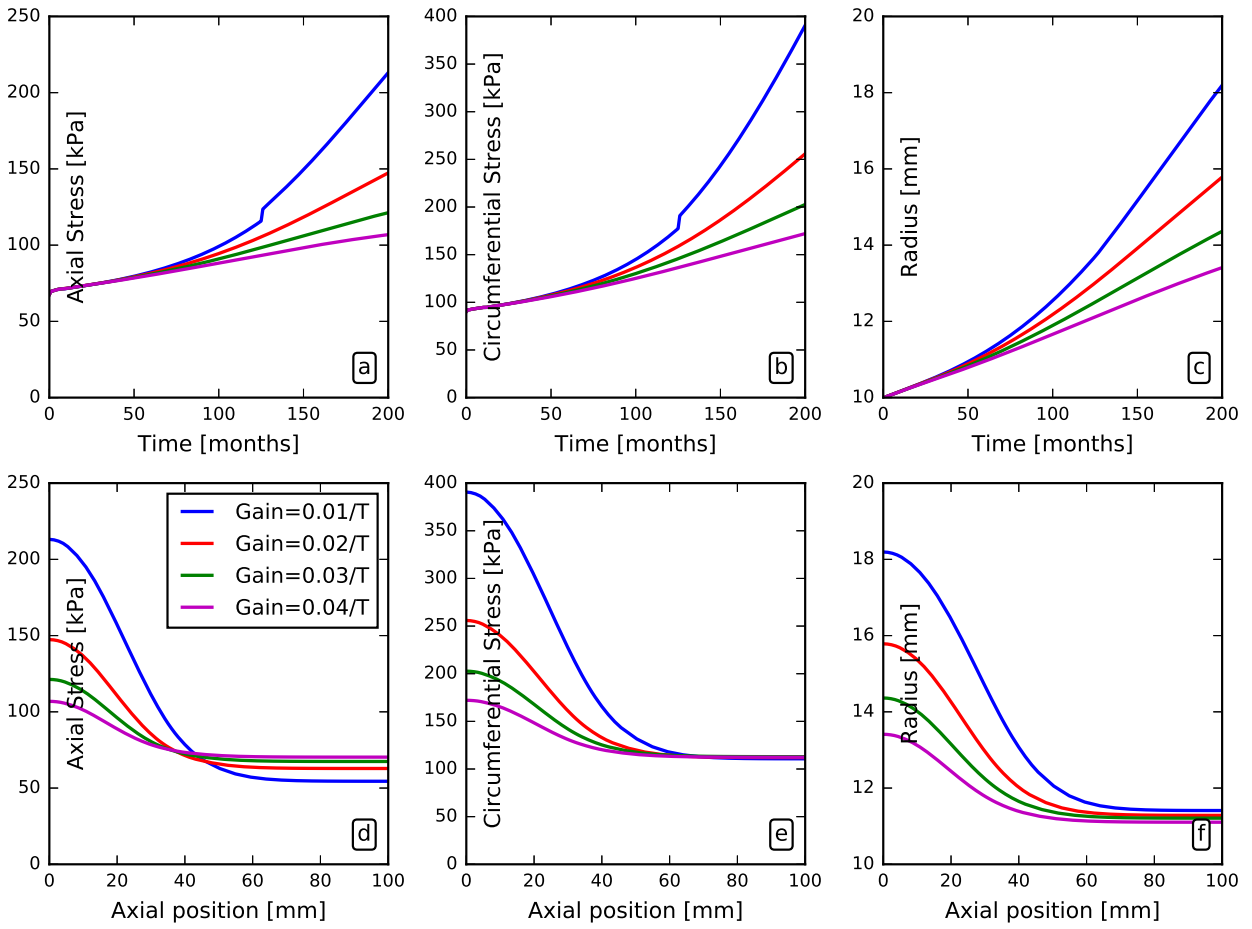 250
200
150
100
50
0
Axial Stress [kPa]
a
0 50 100 150 200
Time [months]
400
350
300
250
200
150
100
50
0
Circumferential Stress [kPa]
b
0 50 100 150 200
Time [months]
20
18
16
14
12
10
Radius [mm]
c
0 50 100 150 200
Time [months]
250
200
150
100
50
0
Axial Stress [kPa]
Gain=0.01/T
Gain=0.02/T
Gain=0.03/T
Gain=0.04/T
d
0 20 40 60 80 100
Axial position [mm]
400
350
300
250
200
150
100
50
0
Circumferential Stress [kPa]
e
0 20 40 60 80 100
Axial position [mm]
20
18
16
14
12
10
Radius [mm]
f
0 20 40 60 80 100
Axial position [mm]